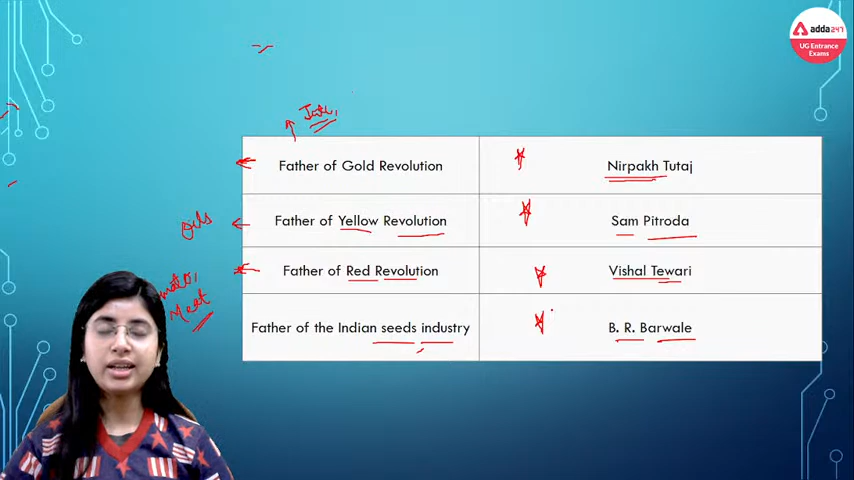 adda247
UG Entrance
Exams
Jute,
Father of Gold Revolution
Nirpakh Tutaj
Oils
Father of Yellow Revolution
Sam Pitroda
Father of Red Revolution
Vishal Tewari
Meat
Father of the Indian seeds industry
B. R. Barwale